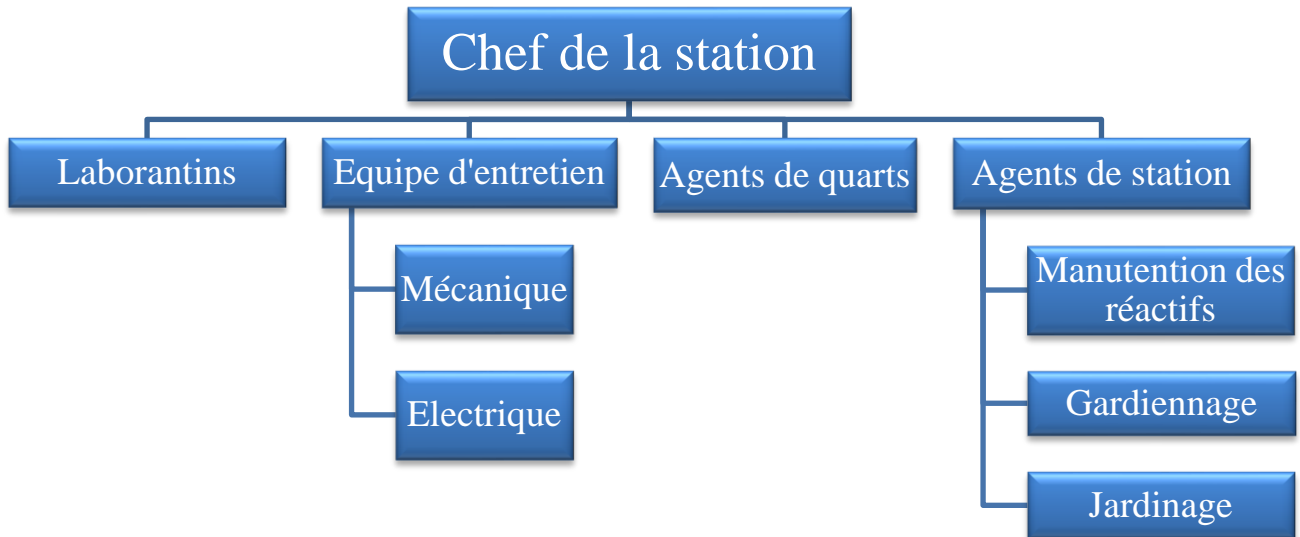 Chef de la station
Laborantins
Equipe d'entretien
Agents de quarts
Agents de station
Mécanique
Electrique
Manutention des
réactifs
Gardiennage
Jardinage